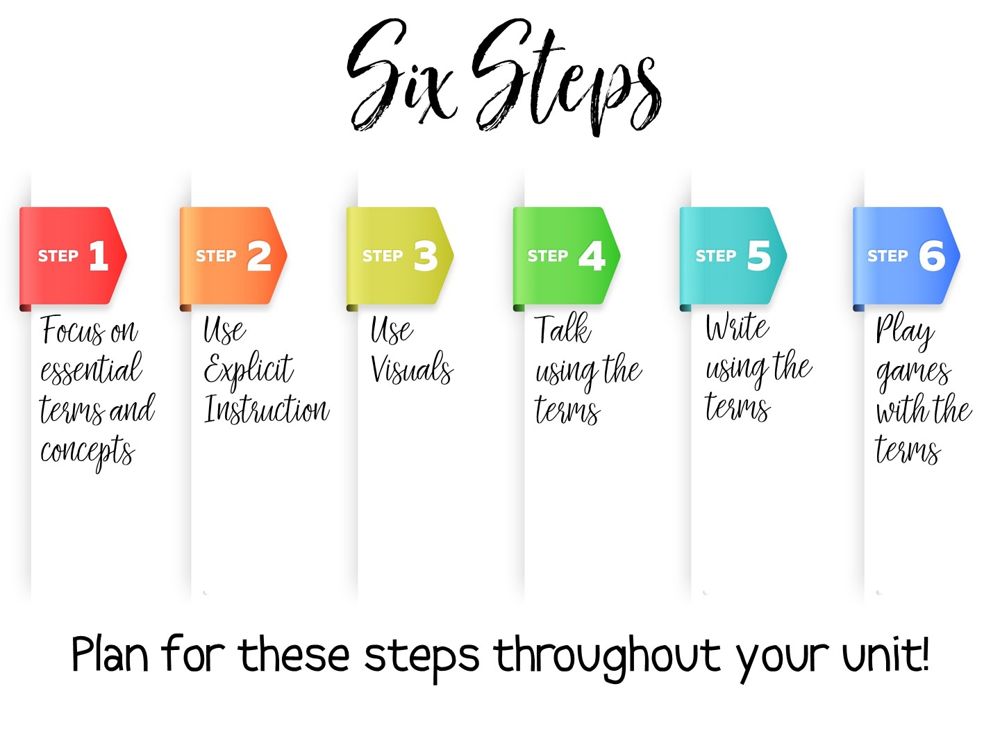 Six Steps
STEP 1
Focus on
essential
terms and
concepts
STEP 2
Use
Explicit
Instruction
STEP 3
Use
Visuals
STEP 4
Talk
using the
terms
STEP 5
Write
using the
terms
STEP 6
Play
games
with the
terms
Plan for these steps throughout your unit!